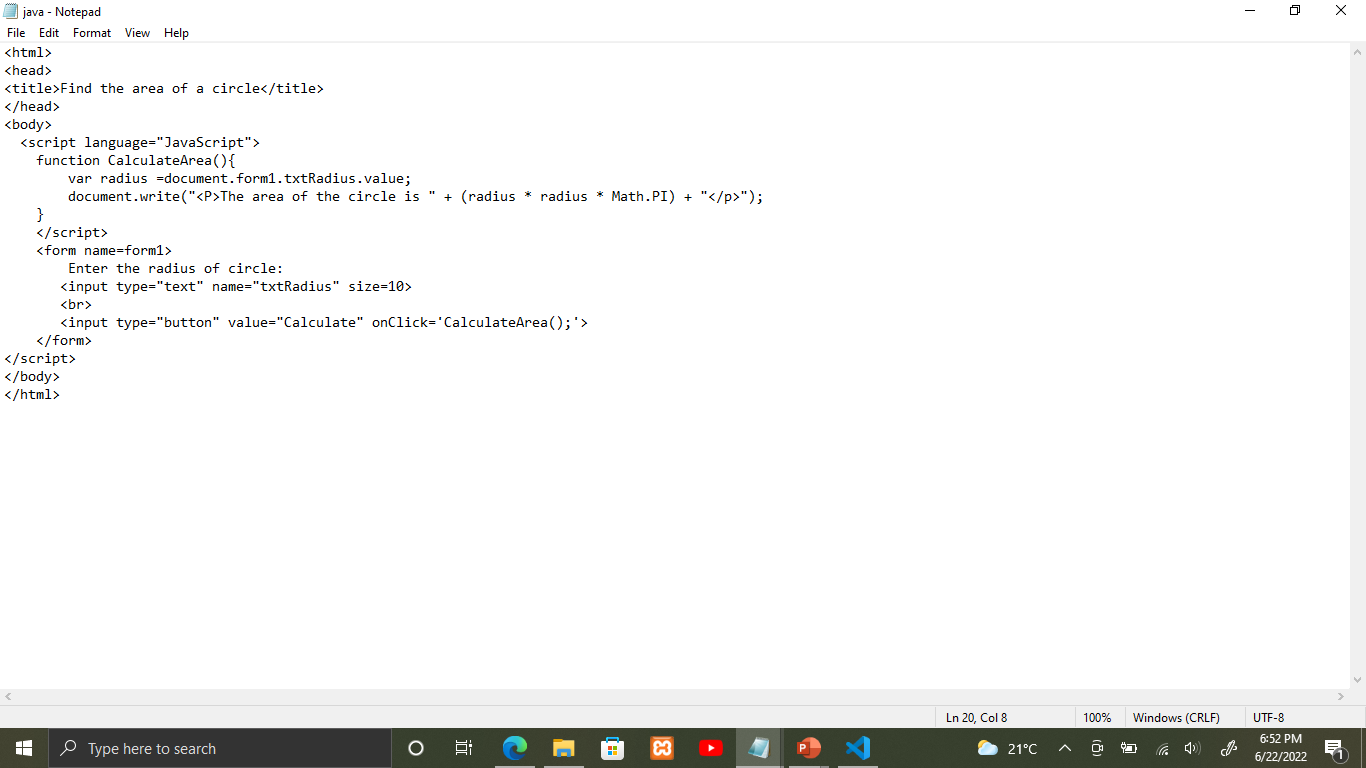 java - Notepad
File Edit Format View Help
<html>
<head>
<title>Find the area of a circle</title>
</head>
<body>
  <script language="JavaScript">
    function CalculateArea(){
        var radius =document.form1.txtRadius.value;
        document.write("<P>The area of the circle is " + (radius * radius * Math.PI) + "</p>");
    }
    </script>
    <form name=form1>
        Enter the radius of circle:
       <input type="text" name="txtRadius" size=10>
       <br>
       <input type="button" value="Calculate" onClick='CalculateArea();'>
    </form>
</script>
</body>
</html>
Ln 20, Col 8 100% Windows (CRLF) UTF-8
Type here to search 21°C 6:52 PM
6/22/2022 1